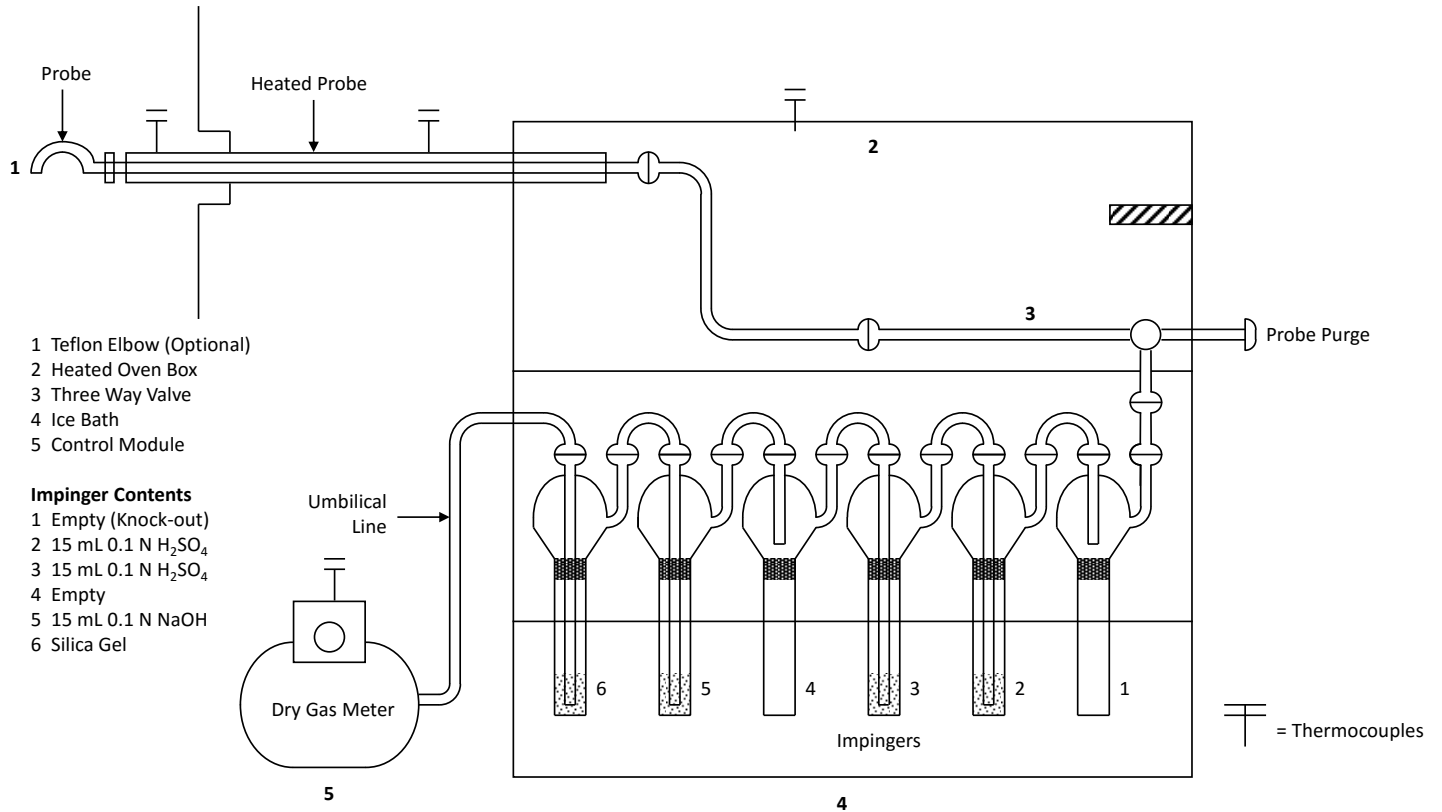 Probe
Heated Probe
1
2
3
Probe Purge
1 Teflon Elbow (Optional)
2 Heated Oven Box
3 Three Way Valve
4 Ice Bath
5 Control Module
Impinger Contents
1 Empty (Knock-out)
2 15 mL 0.1 N H₂SO₄
3 15 mL 0.1 N H₂SO₄
4 Empty
5 15 mL 0.1 N NaOH
6 Silica Gel
Umbilical
Line
Dry Gas Meter
5
6 5 4 3 2 1
Impingers
4
= Thermocouples